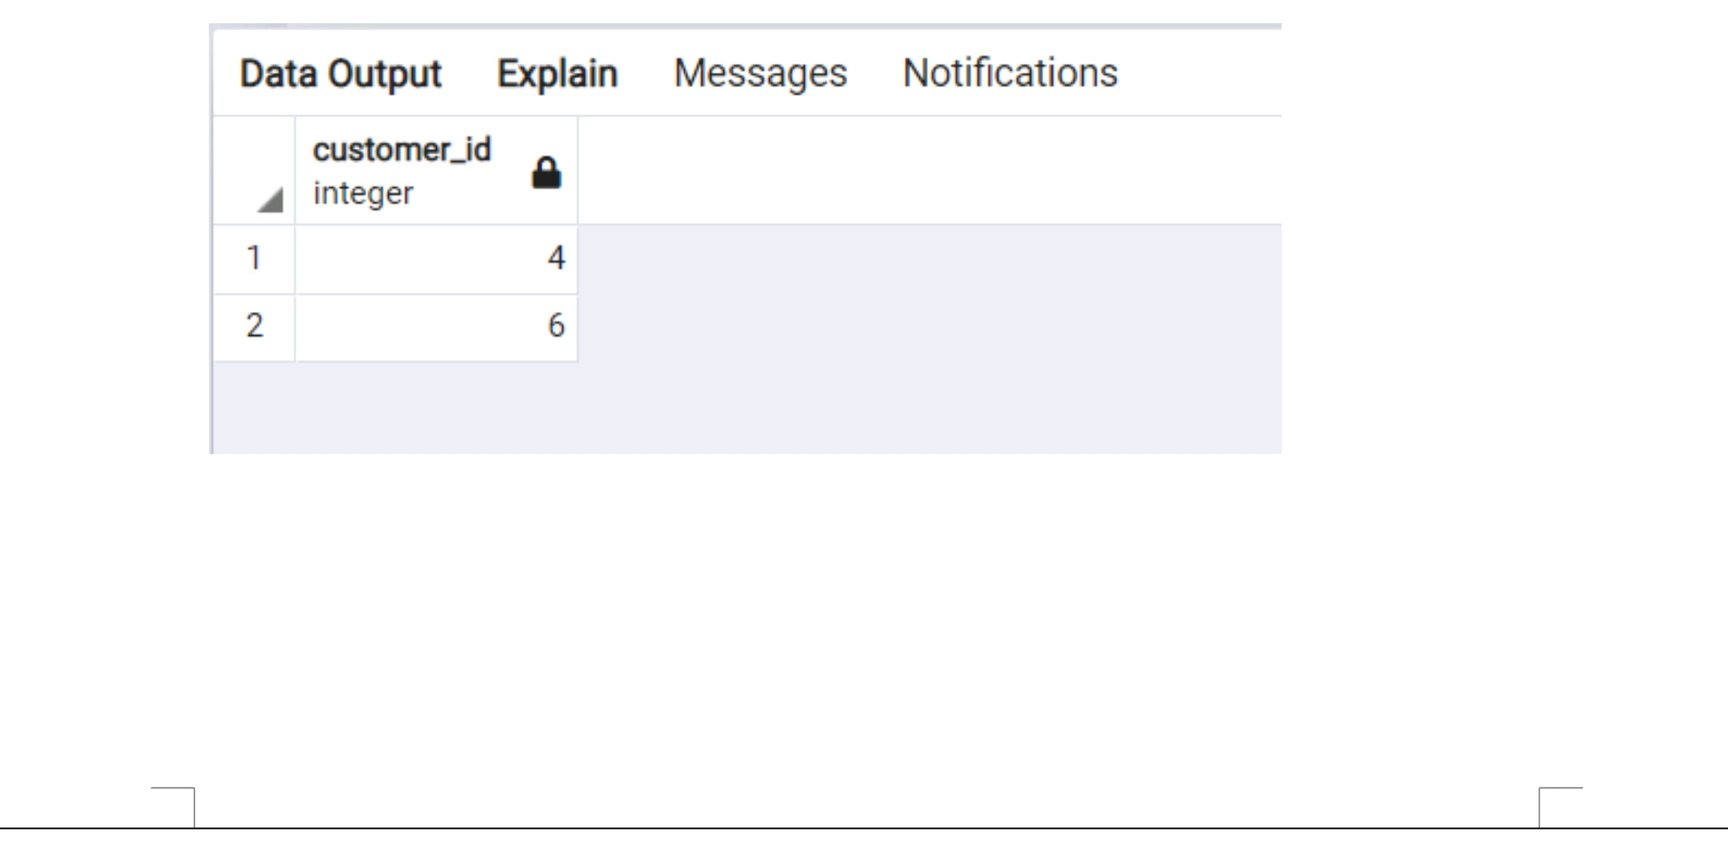 Data Output Explain Messages Notifications
customer_id
integer
1 4
2 6